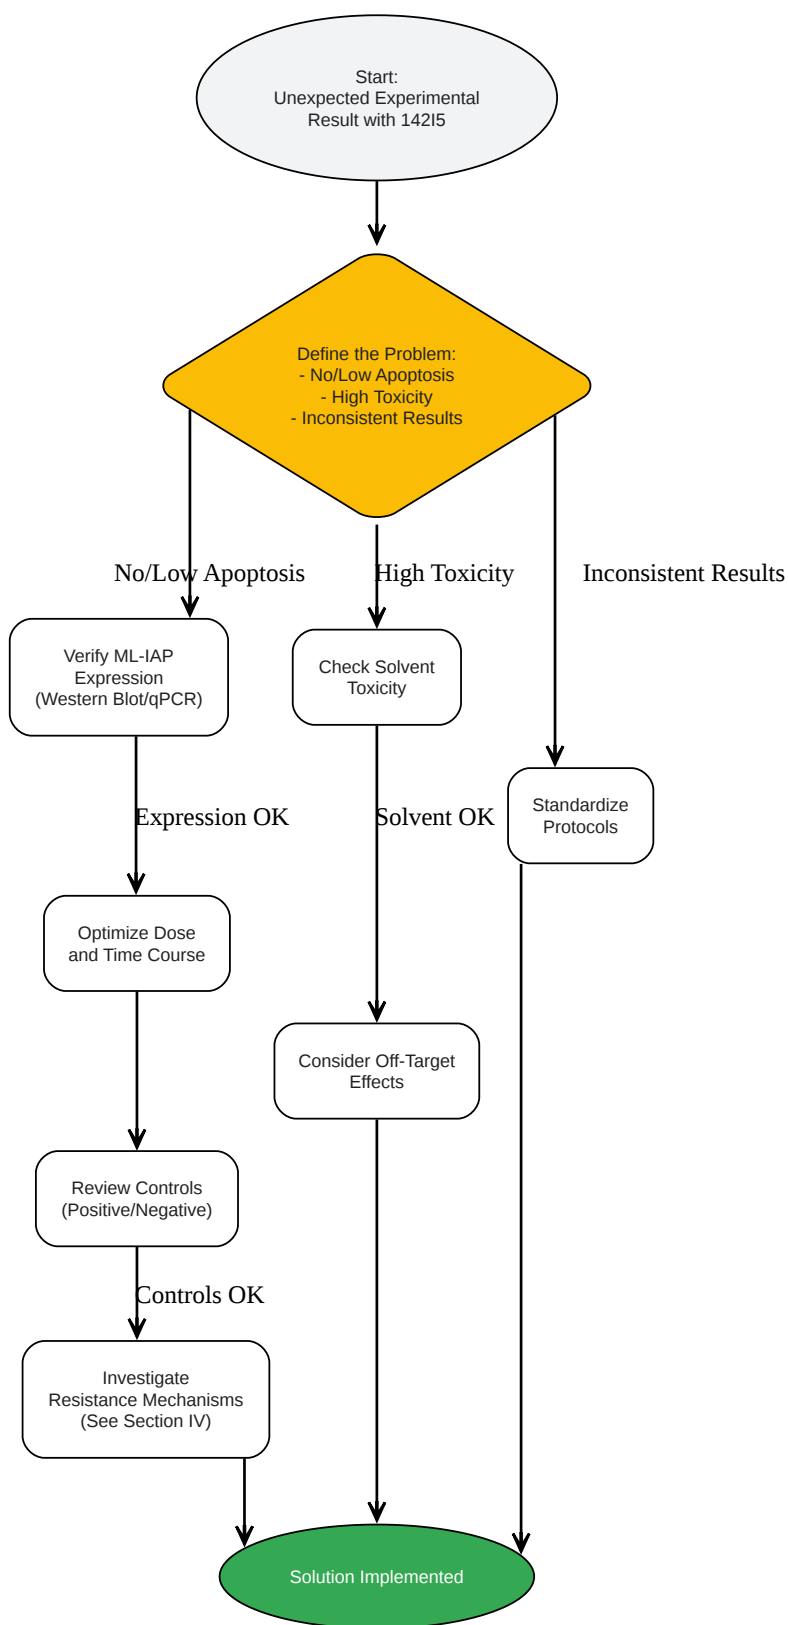 Start:
Unexpected Experimental
Result with 142I5
Define the Problem:
- No/Low Apoptosis
- High Toxicity
- Inconsistent Results
No/Low Apoptosis
High Toxicity
Inconsistent Results
Verify ML-IAP
Expression
(Western Blot/qPCR)
Check Solvent
Toxicity
Expression OK
Solvent OK
Standardize
Protocols
Optimize Dose
and Time Course
Consider Off-Target
Effects
Review Controls
(Positive/Negative)
Controls OK
Investigate
Resistance Mechanisms
(See Section IV)
Solution Implemented